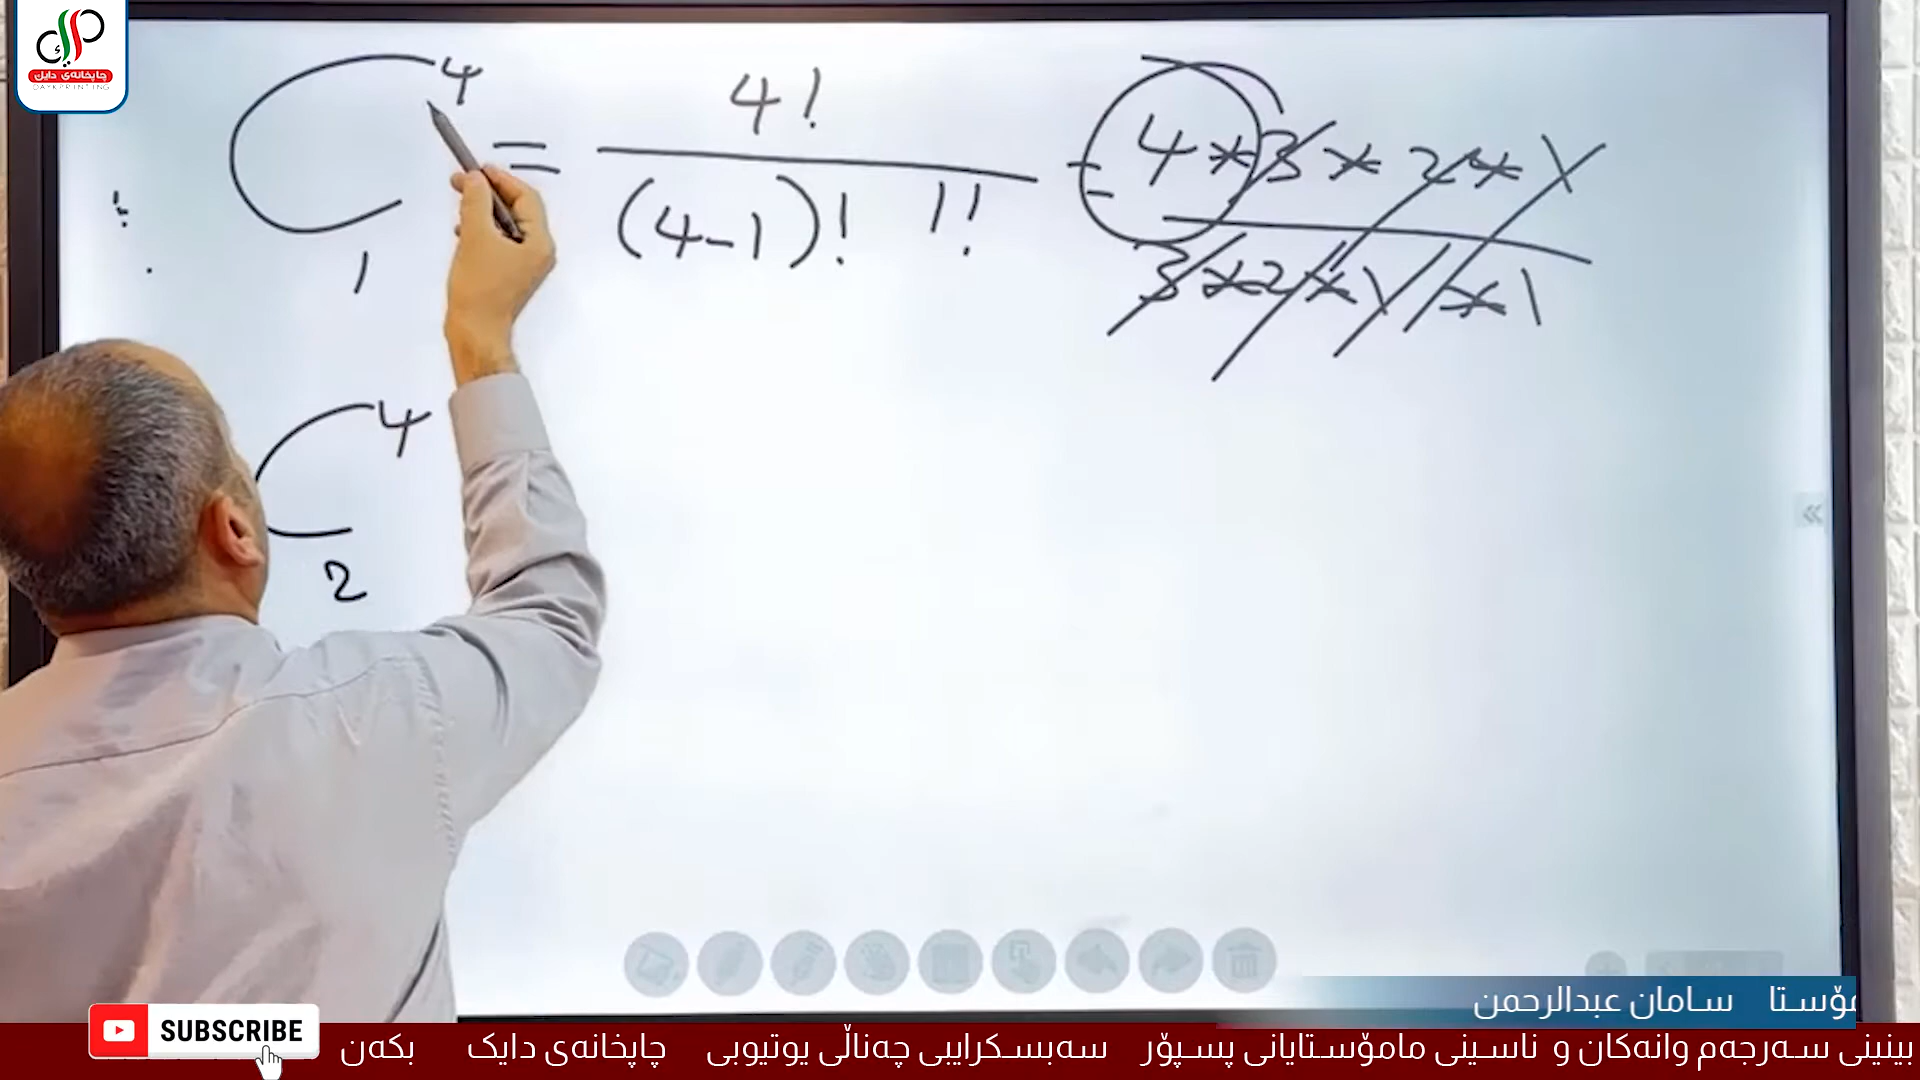 چاپخانەی دایک
DAYKPRINTING
C 4 1 = 4! / (4-1)! 1! = 4*3*2*1 / 3*2*1*1
C 4 2
سامان عبدالرحمن
SUBSCRIBE
بینینی سەرجەم وانەکان و ناسینی مامۆستایانی پسپۆر سەبسکرایبی چەناڵی یوتیوبی چاپخانەی دایک بکەن